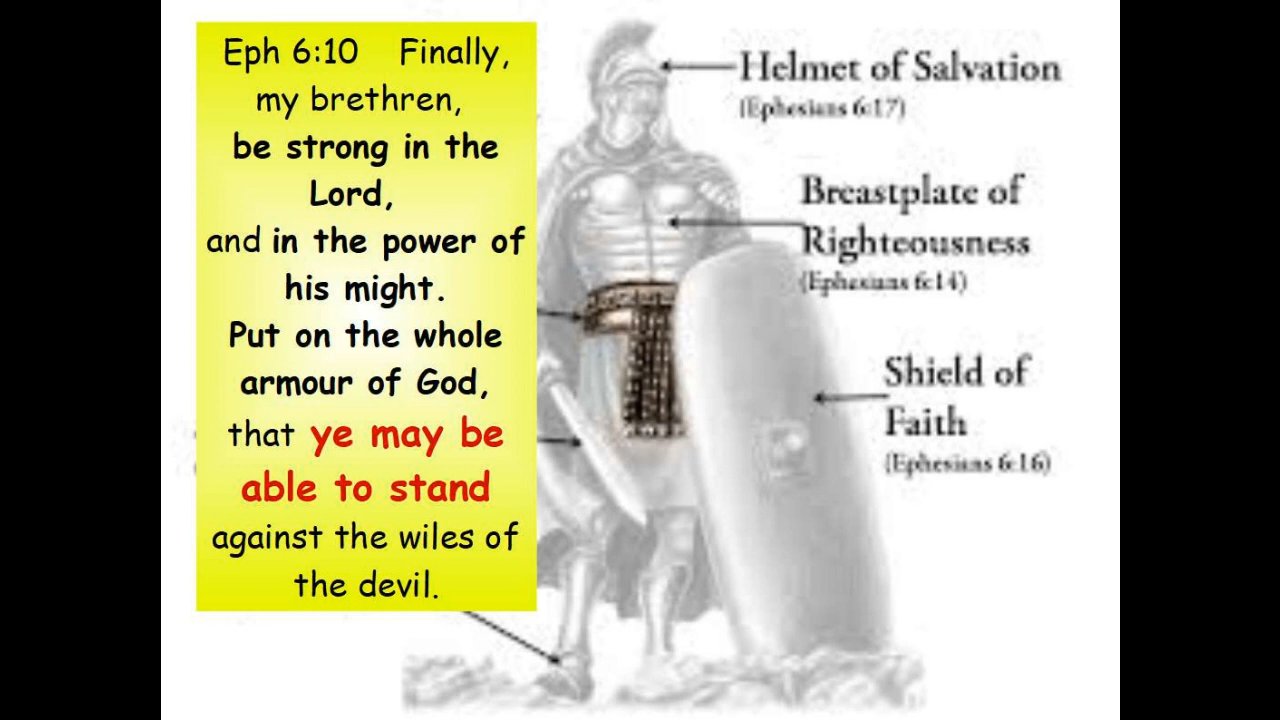 Eph 6:10 Finally,
my brethren,
be strong in the
Lord,
and in the power of
his might.
Put on the whole
armour of God,
that ye may be
able to stand
against the wiles of
the devil.
Helmet of Salvation
(Ephesians 6:17)
Breastplate of
Righteousness
(Ephesians 6:14)
Shield of
Faith
(Ephesians 6:16)